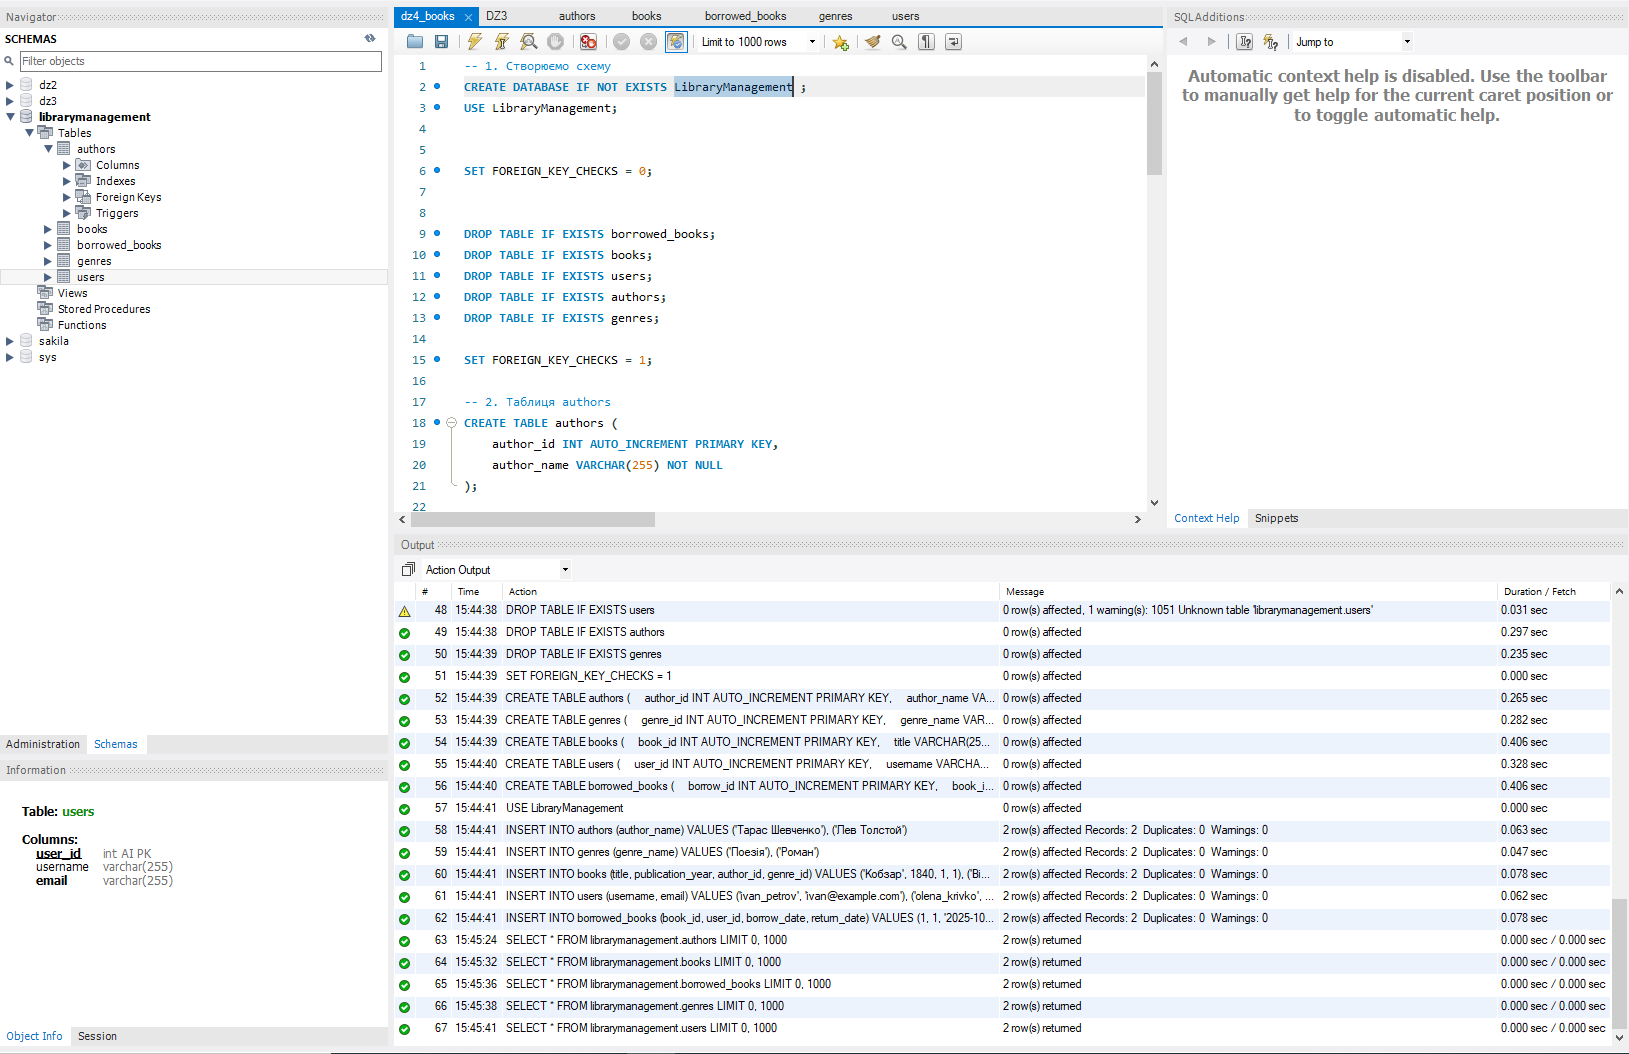 Navigator
SCHEMAS
Filter objects
dz2
dz3
librarymanagement
Tables
authors
Columns
Indexes
Foreign Keys
Triggers
books
borrowed_books
genres
users
Views
Stored Procedures
Functions
sakila
sys
Administration Schemas
Information
Table: users
Columns:
user_id int AI PK
username varchar(255)
email varchar(255)
Object Info Session
dz4_books DZ3 authors books borrowed_books genres users
Limit to 1000 rows
1 -- 1. Створюємо схему
2 CREATE DATABASE IF NOT EXISTS LibraryManagement ;
3 USE LibraryManagement;
4
5
6 SET FOREIGN_KEY_CHECKS = 0;
7
8
9 DROP TABLE IF EXISTS borrowed_books;
10 DROP TABLE IF EXISTS books;
11 DROP TABLE IF EXISTS users;
12 DROP TABLE IF EXISTS authors;
13 DROP TABLE IF EXISTS genres;
14
15 SET FOREIGN_KEY_CHECKS = 1;
16
17 -- 2. Таблиця authors
18 CREATE TABLE authors (
19 author_id INT AUTO_INCREMENT PRIMARY KEY,
20 author_name VARCHAR(255) NOT NULL
21 );
22
SQLAdditions
Jump to
Automatic context help is disabled. Use the toolbar
to manually get help for the current caret position or
to toggle automatic help.
Context Help Snippets
Output
Action Output
# Time Action Message Duration / Fetch
48 15:44:38 DROP TABLE IF EXISTS users 0 row(s) affected, 1 warning(s): 1051 Unknown table 'librarymanagement.users' 0.031 sec
49 15:44:38 DROP TABLE IF EXISTS authors 0 row(s) affected 0.297 sec
50 15:44:39 DROP TABLE IF EXISTS genres 0 row(s) affected 0.235 sec
51 15:44:39 SET FOREIGN_KEY_CHECKS = 1 0 row(s) affected 0.000 sec
52 15:44:39 CREATE TABLE authors ( author_id INT AUTO_INCREMENT PRIMARY KEY, author_name VA... 0 row(s) affected 0.265 sec
53 15:44:39 CREATE TABLE genres ( genre_id INT AUTO_INCREMENT PRIMARY KEY, genre_name VAR... 0 row(s) affected 0.282 sec
54 15:44:39 CREATE TABLE books ( book_id INT AUTO_INCREMENT PRIMARY KEY, title VARCHAR(25... 0 row(s) affected 0.406 sec
55 15:44:40 CREATE TABLE users ( user_id INT AUTO_INCREMENT PRIMARY KEY, username VARCHA... 0 row(s) affected 0.328 sec
56 15:44:40 CREATE TABLE borrowed_books ( borrow_id INT AUTO_INCREMENT PRIMARY KEY, book_i... 0 row(s) affected 0.406 sec
57 15:44:41 USE LibraryManagement 0 row(s) affected 0.000 sec
58 15:44:41 INSERT INTO authors (author_name) VALUES ('Тарас Шевченко'), ('Лев Толстой') 2 row(s) affected Records: 2 Duplicates: 0 Warnings: 0 0.063 sec
59 15:44:41 INSERT INTO genres (genre_name) VALUES ('Поезія'), ('Роман') 2 row(s) affected Records: 2 Duplicates: 0 Warnings: 0 0.047 sec
60 15:44:41 INSERT INTO books (title, publication_year, author_id, genre_id) VALUES ('Кобзар', 1840, 1, 1), ('Ві... 2 row(s) affected Records: 2 Duplicates: 0 Warnings: 0 0.078 sec
61 15:44:41 INSERT INTO users (username, email) VALUES ('ivan_petrov', 'ivan@example.com'), ('olena_krivko', ... 2 row(s) affected Records: 2 Duplicates: 0 Warnings: 0 0.062 sec
62 15:44:41 INSERT INTO borrowed_books (book_id, user_id, borrow_date, return_date) VALUES (1, 1, '2025-10... 2 row(s) affected Records: 2 Duplicates: 0 Warnings: 0 0.078 sec
63 15:45:24 SELECT * FROM librarymanagement.authors LIMIT 0, 1000 2 row(s) returned 0.000 sec / 0.000 sec
64 15:45:32 SELECT * FROM librarymanagement.books LIMIT 0, 1000 2 row(s) returned 0.000 sec / 0.000 sec
65 15:45:36 SELECT * FROM librarymanagement.borrowed_books LIMIT 0, 1000 2 row(s) returned 0.000 sec / 0.000 sec
66 15:45:38 SELECT * FROM librarymanagement.genres LIMIT 0, 1000 2 row(s) returned 0.000 sec / 0.000 sec
67 15:45:41 SELECT * FROM librarymanagement.users LIMIT 0, 1000 2 row(s) returned 0.000 sec / 0.000 sec